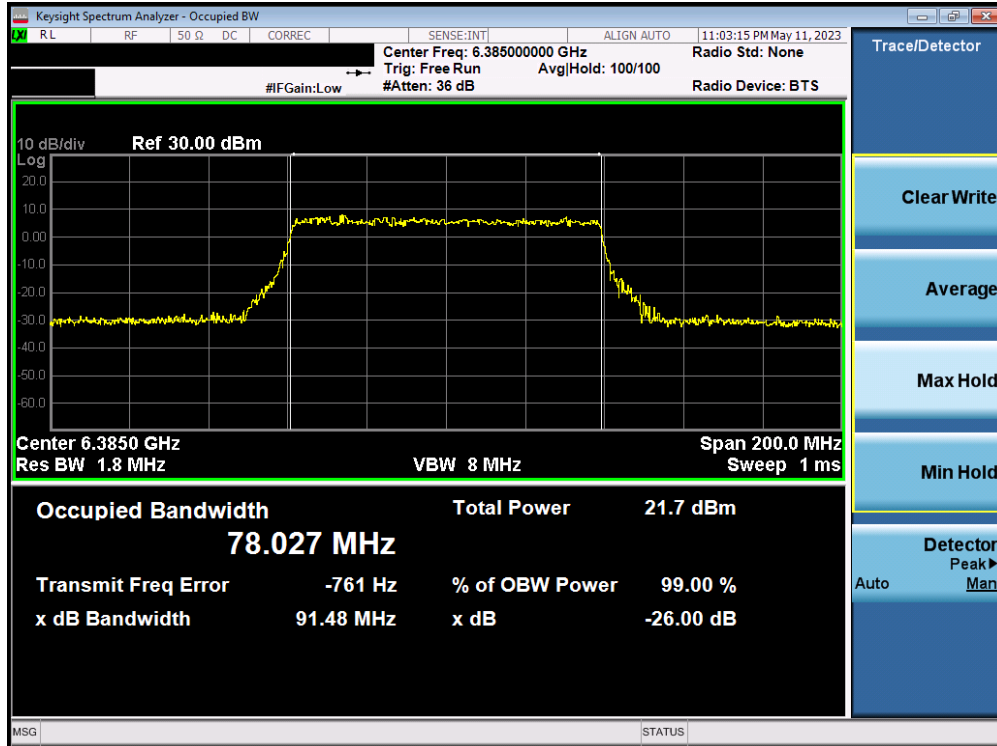 Keysight Spectrum Analyzer - Occupied BW
LXI RL RF 50 Ω DC CORREC SENSE:INT ALIGN AUTO 11:03:15 PM May 11, 2023
Center Freq: 6.385000000 GHz Radio Std: None
Trig: Free Run Avg|Hold: 100/100
#IFGain:Low #Atten: 36 dB Radio Device: BTS
10 dB/div Ref 30.00 dBm
Log
20.0
10.0
0.00
-10.0
-20.0
-30.0
-40.0
-50.0
-60.0
Center 6.3850 GHz Span 200.0 MHz
Res BW 1.8 MHz VBW 8 MHz Sweep 1 ms
Occupied Bandwidth Total Power 21.7 dBm
78.027 MHz
Transmit Freq Error -761 Hz % of OBW Power 99.00 %
x dB Bandwidth 91.48 MHz x dB -26.00 dB
MSG STATUS
Trace/Detector
Clear Write
Average
Max Hold
Min Hold
Detector
Peak▶
Auto Man